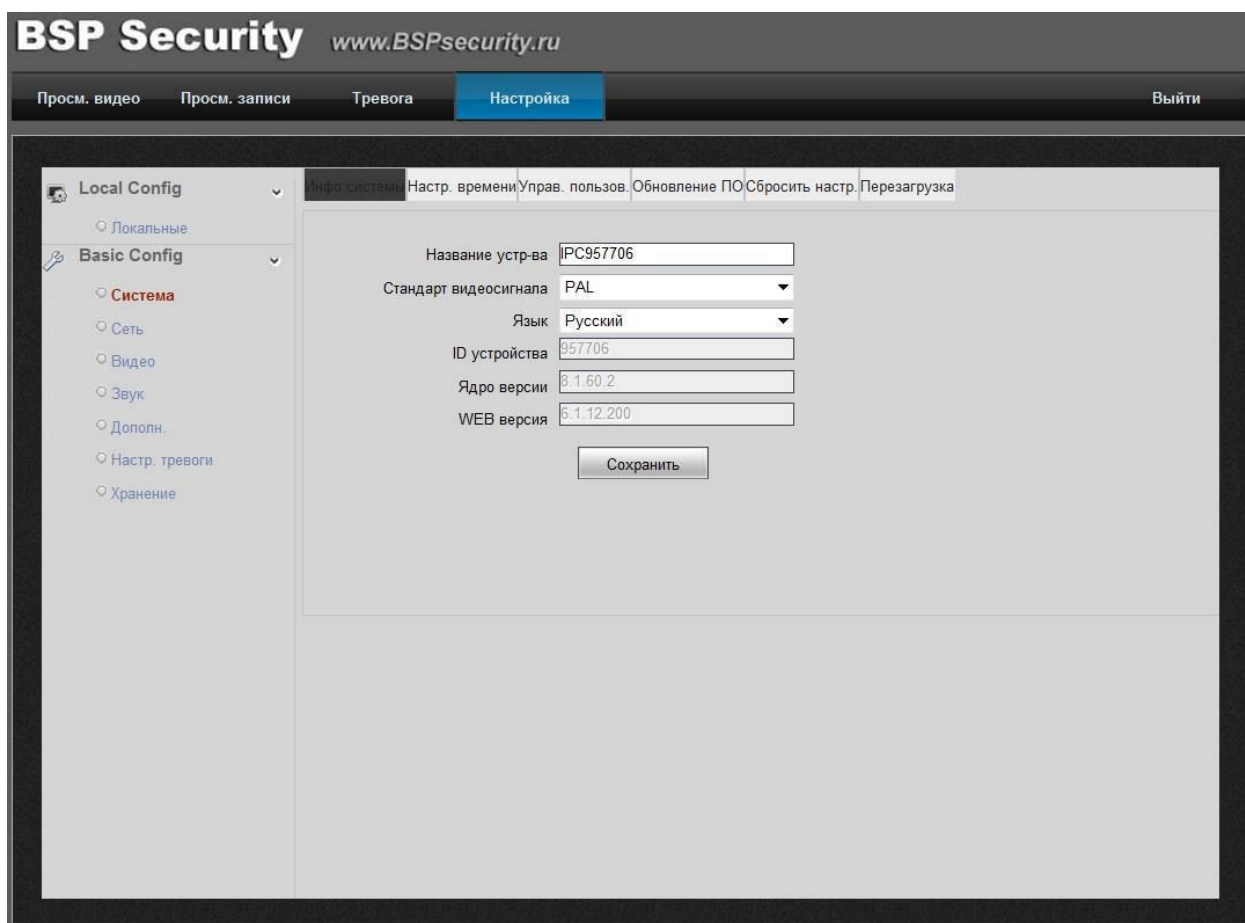 BSP Security www.BSPsecurity.ru
Просм. видео Просм. записи Тревога Настройка Выйти
Local Config
Локальные
Basic Config
Система
Сеть
Видео
Звук
Дополн.
Настр. тревоги
Хранение
Инфо системы Настр. времени Управ. пользов. Обновление ПО Сбросить настр. Перезагрузка
Название устр-ва IPC957706
Стандарт видеосигнала PAL
Язык Русский
ID устройства 957706
Ядро версии 8.1.60.2
WEB версия 6.1.12.200
Сохранить